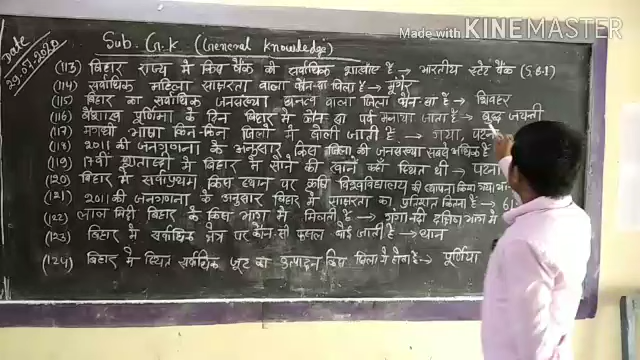 Made with KINEMASTER
Date
29.07.2020
Sub. G.K (General Knowledge)
(113) बिहार राज्य में किस बैंक की सर्वाधिक शाखाएँ है - भारतीय स्टेट बैंक (S.B.I)
(114) सर्वाधिक महिला साक्षरता वाला कौन-सा जिला है → मुंगेर
(115) बिहार का सर्वाधिक जनसंख्या घनत्व वाला जिला कौन सा है → शिवहर
(116) वैशाख पूर्णिमा के दिन बिहार में कौन-सा पर्व मनाया जाता है → बुद्ध जयन्ती
(117) मगधी भाषा किन-किन जिलों में बोली जाती है → गया, पटना
(118) 2011 की जनगणना के अनुसार किस जिला की जनसंख्या सबसे अधिक है
(119) 17वीं शताब्दी में बिहार में सोने की खानें कहाँ स्थित थी → पटना
(120) बिहार में सर्वप्रथम किस स्थान पर कृषि विश्वविद्यालय की स्थापना किया गया
(121) 2011 की जनगणना के अनुसार बिहार में साक्षरता का प्रतिशत कितना है → 61
(122) लाल मिट्टी बिहार के किस भाग में मिलती है → गंगा नदी दक्षिण भाग में
(123) बिहार में सर्वाधिक क्षेत्र पर कौन-सी फसल बोई जाती है → धान
(124) बिहार में स्थित सर्वाधिक जूट का उत्पादन किस जिला में होता है → पूर्णिया